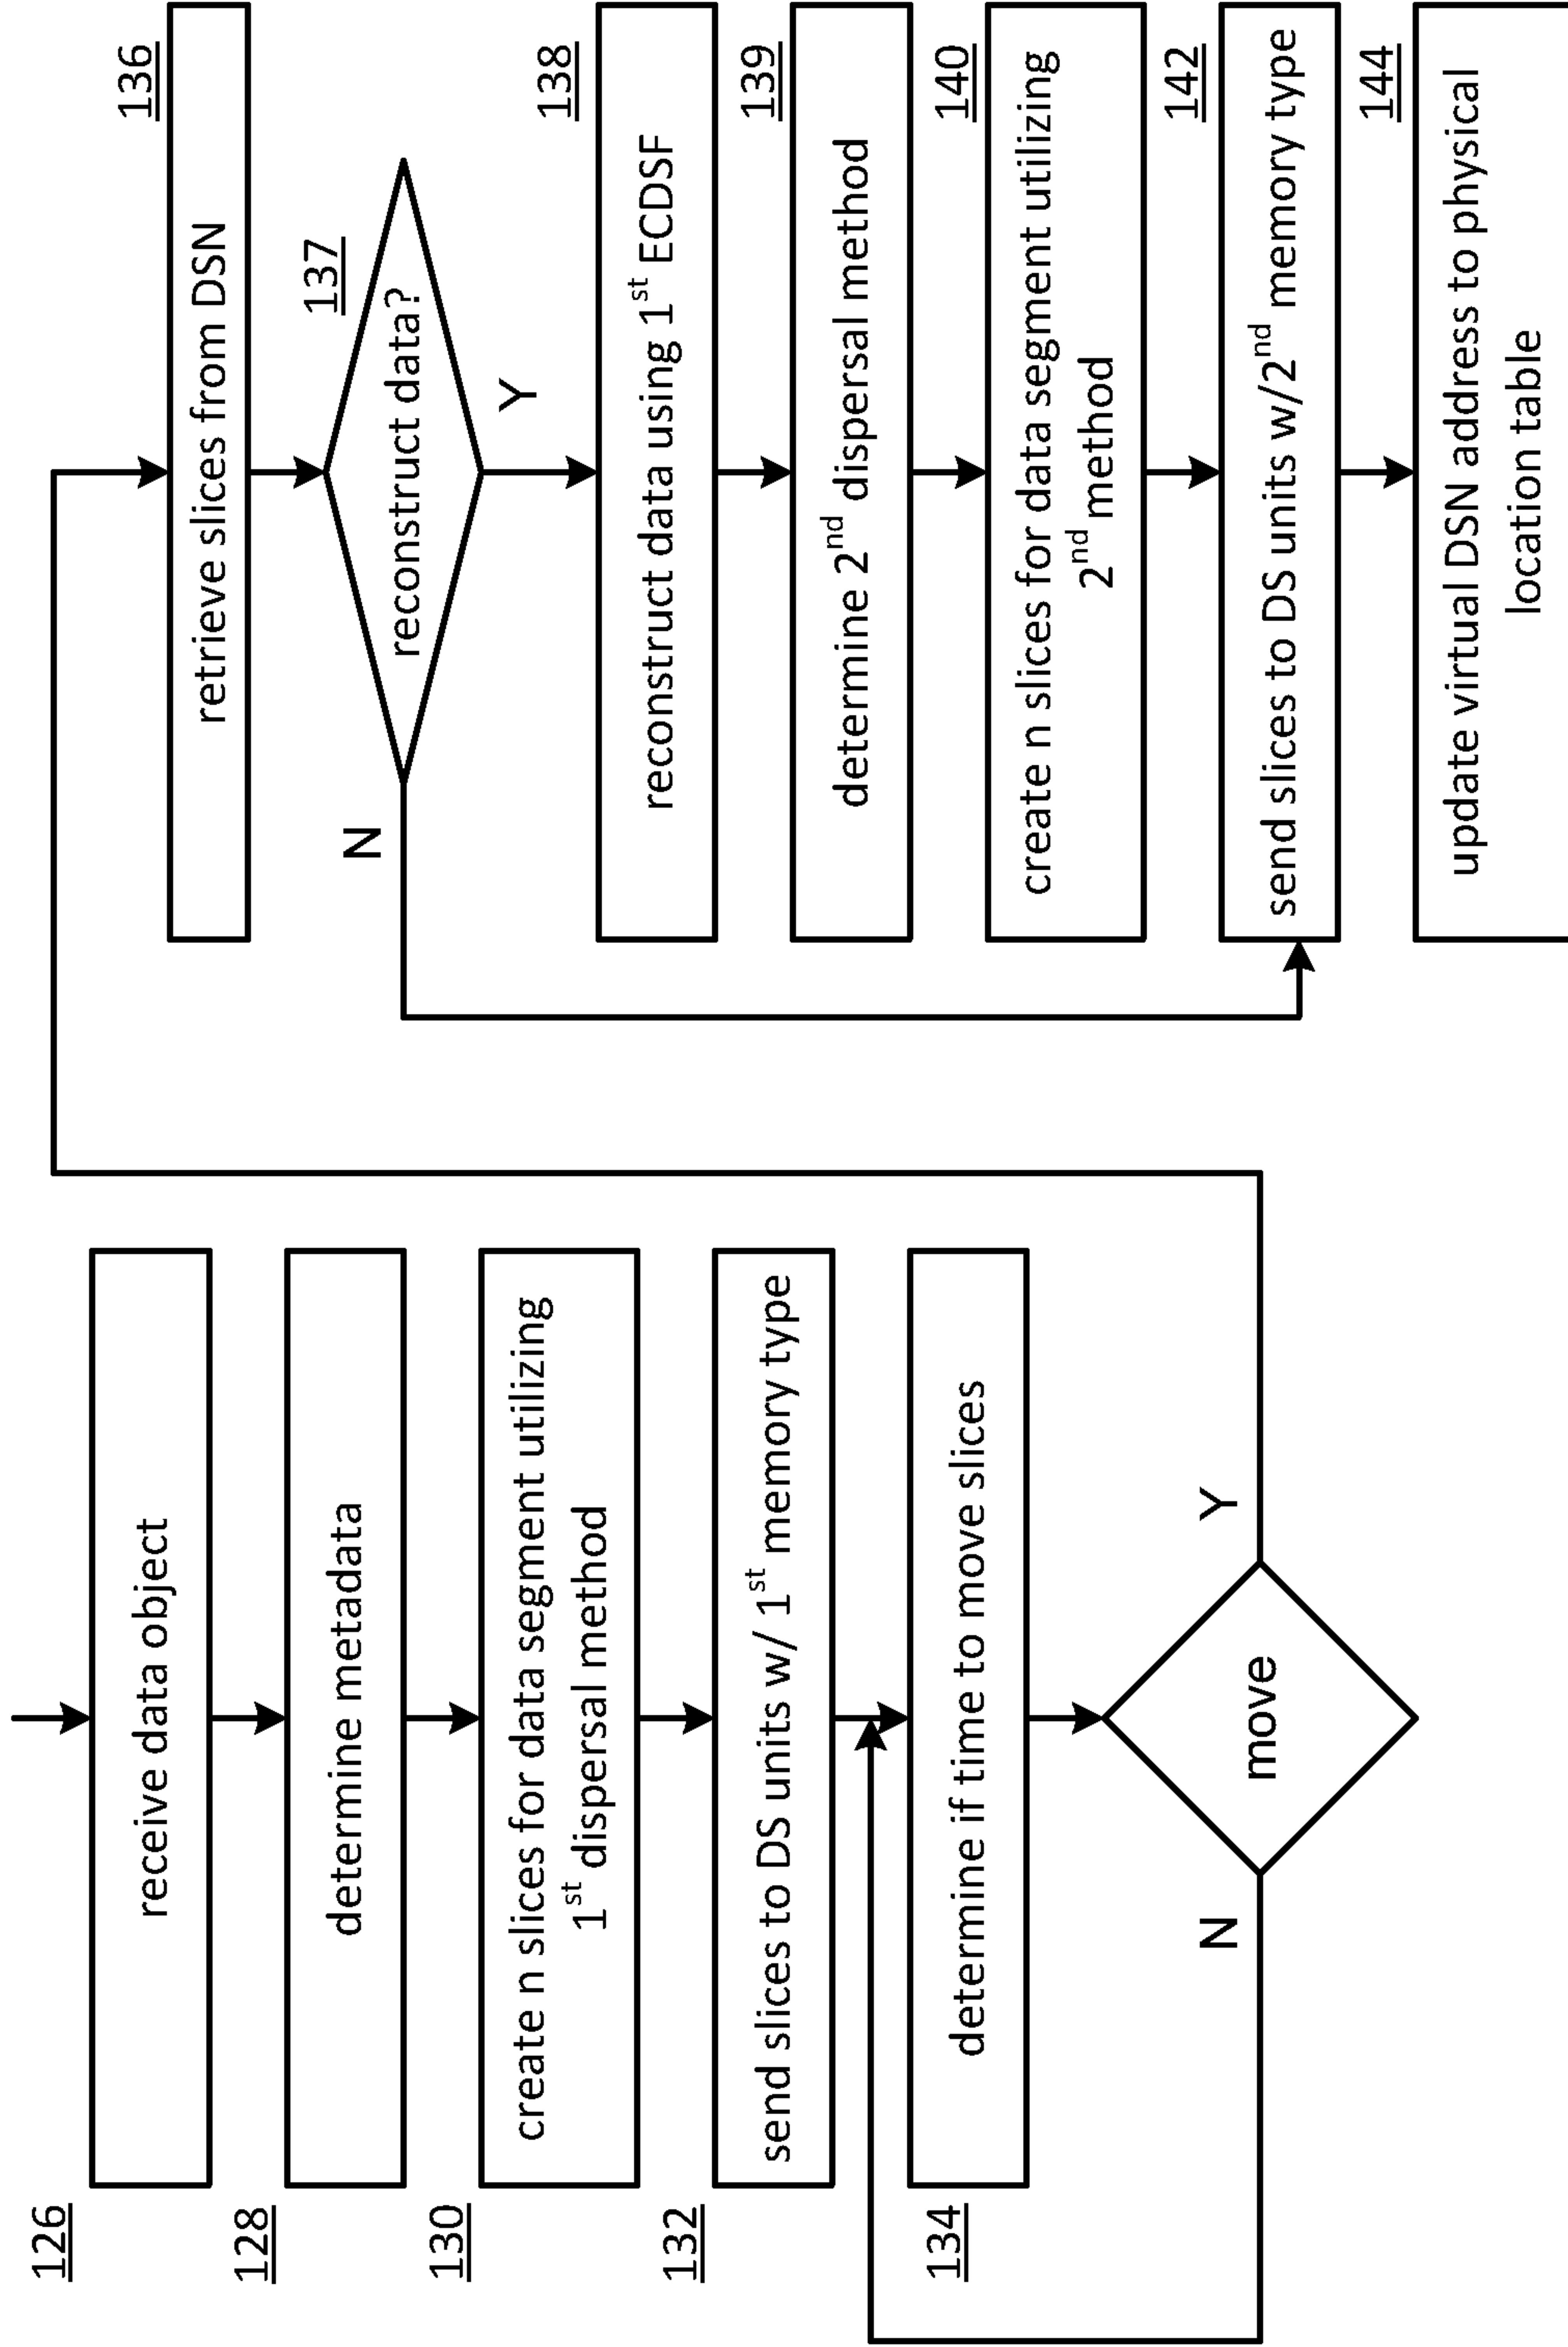 126
receive data object
128
determine metadata
130
create n slices for data segment utilizing
1st dispersal method
132
send slices to DS units w/ 1st memory type
134
determine if time to move slices
move
N
Y
136
retrieve slices from DSN
137
reconstruct data?
N
Y
138
reconstruct data using 1st ECDSF
139
determine 2nd dispersal method
140
create n slices for data segment utilizing
2nd method
142
send slices to DS units w/2nd memory type
144
update virtual DSN address to physical
location table